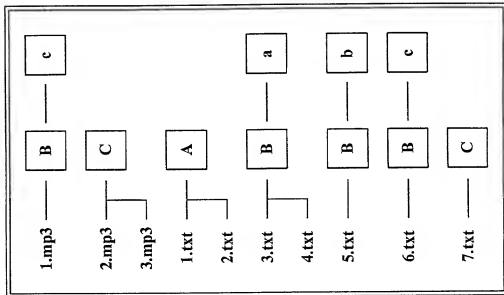 1.mp3 B c
2.mp3 C
3.mp3
1.txt A
2.txt
3.txt B a
4.txt
5.txt B b
6.txt B c
7.txt C